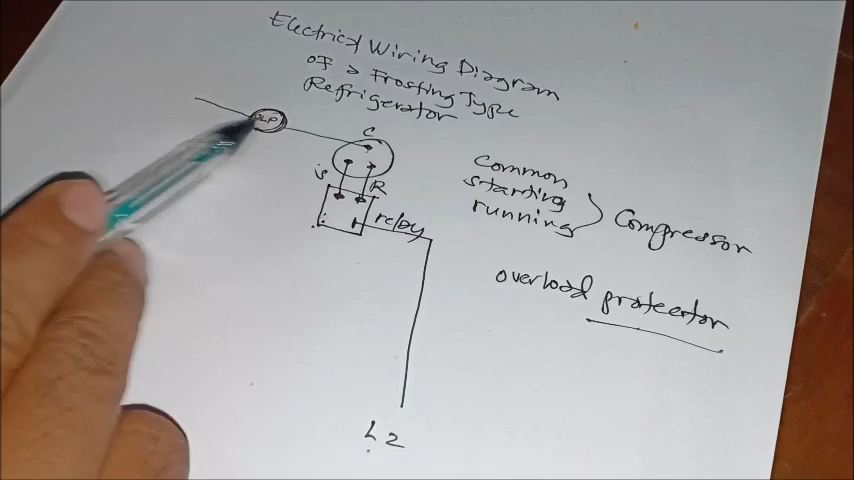 Electrical Wiring Diagram
of a Frosting Type
Refrigerator
OLP
C
S
R
relay
Common
starting
running
Compressor
overload protector
L2